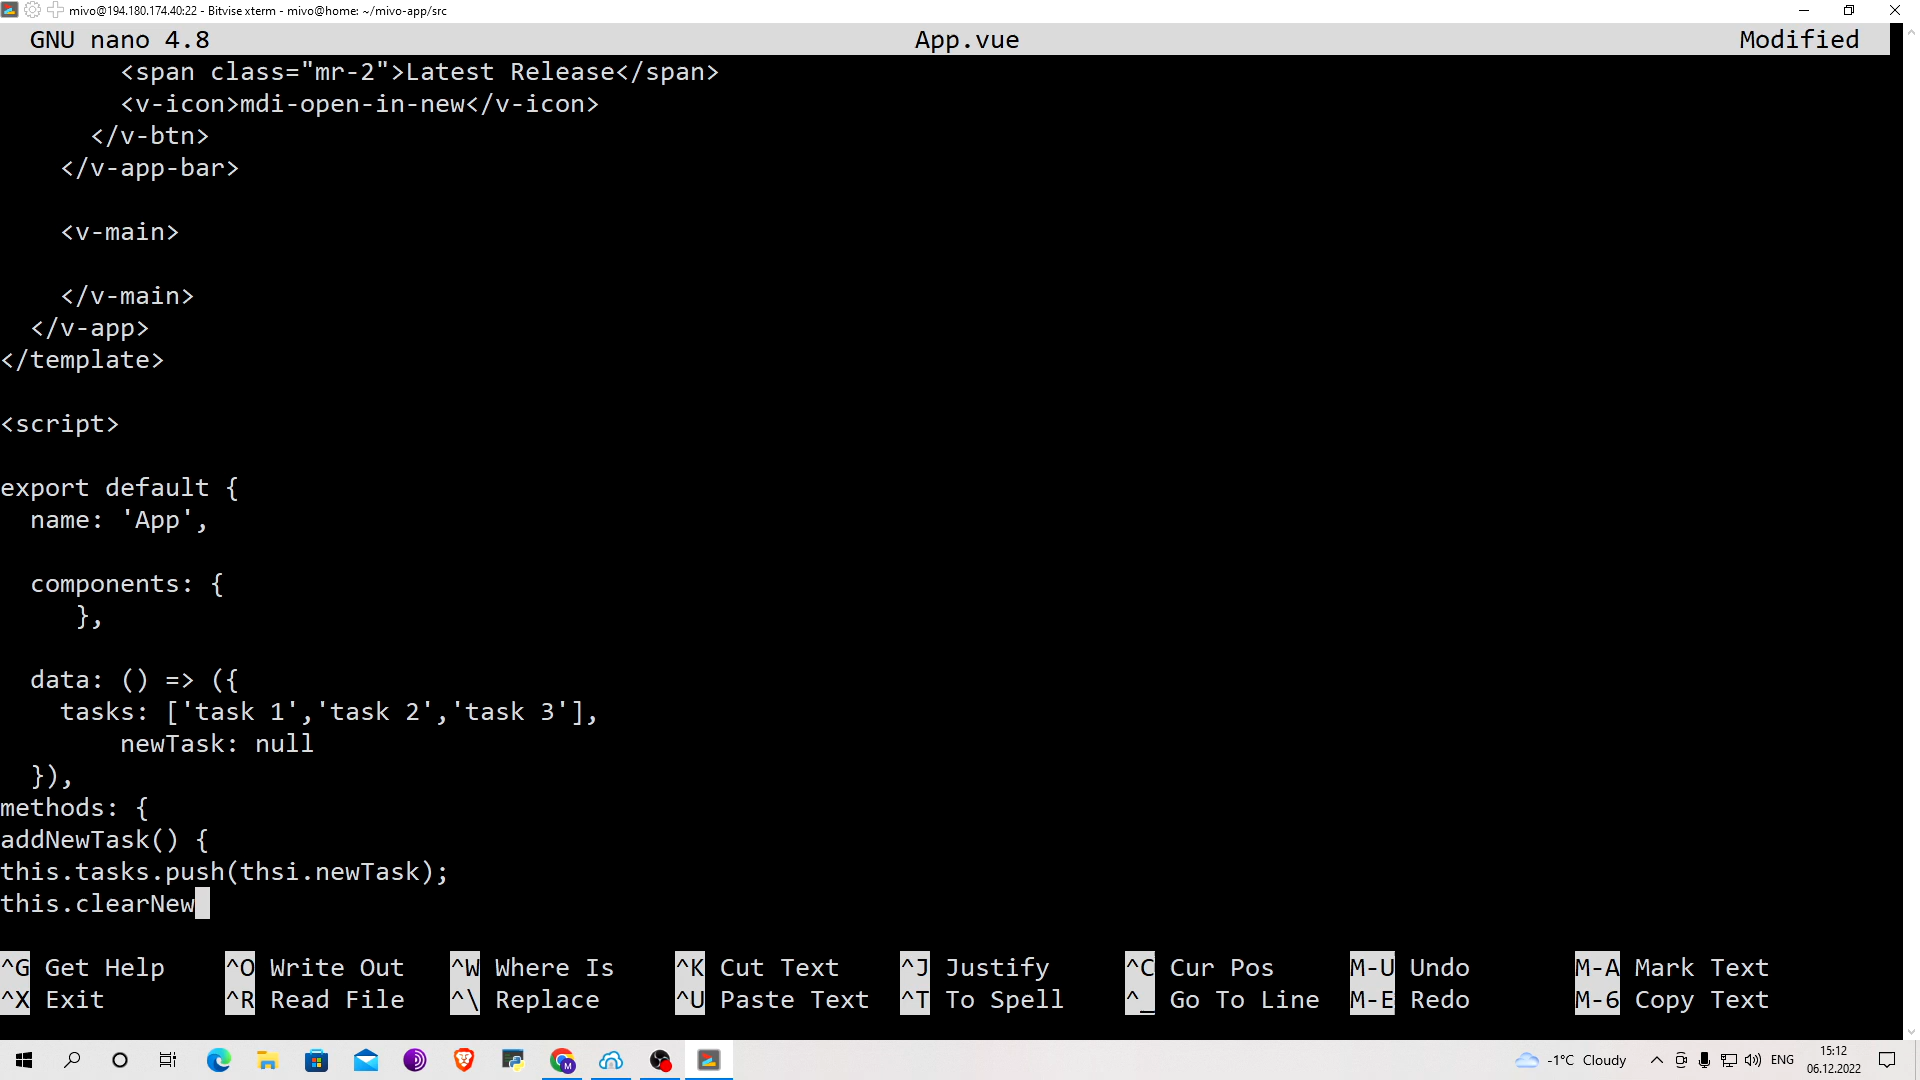 mivo@194.180.174.40:22 - Bitvise xterm - mivo@home: ~/mivo-app/src
GNU nano 4.8 App.vue Modified
<span class="mr-2">Latest Release</span>
<v-icon>mdi-open-in-new</v-icon>
</v-btn>
</v-app-bar>
<v-main>
</v-main>
</v-app>
</template>
<script>
export default {
name: 'App',
components: {
},
data: () => ({
tasks: ['task 1','task 2','task 3'],
newTask: null
}),
methods: {
addNewTask() {
this.tasks.push(thsi.newTask);
this.clearNew
^G Get Help ^O Write Out ^W Where Is ^K Cut Text ^J Justify ^C Cur Pos M-U Undo M-A Mark Text
^X Exit ^R Read File ^\ Replace ^U Paste Text ^T To Spell ^_ Go To Line M-E Redo M-6 Copy Text
-1°C Cloudy ENG 15:12
06.12.2022